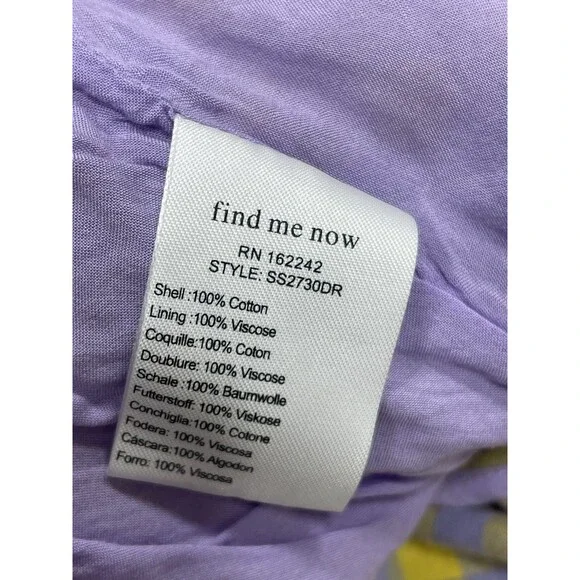 find me now
RN 162242
STYLE: SS2730DR
Shell :100% Cotton
Lining :100% Viscose
Coquille:100% Coton
Doublure: 100% Viscose
Schale :100% Baumwolle
Futterstoff: 100% Viskose
Conchiglia:100% Cotone
Fodera: 100% Viscosa
Cáscara:100% Algodon
Forro: 100% Viscosa